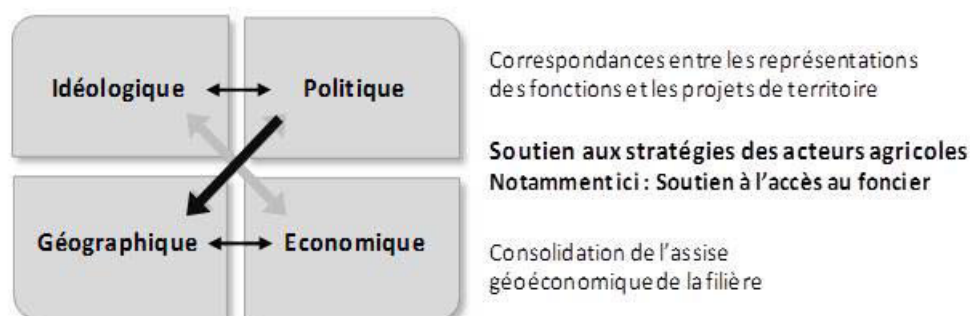 Idéologique
Politique
Correspondances entre les représentations
des fonctions et les projets de territoire
Soutien aux stratégies des acteurs agricoles
Notamment ici : Soutien à l'accès au foncier
Géographique
Economique
Consolidation de l'assise
géoéconomique de la filière